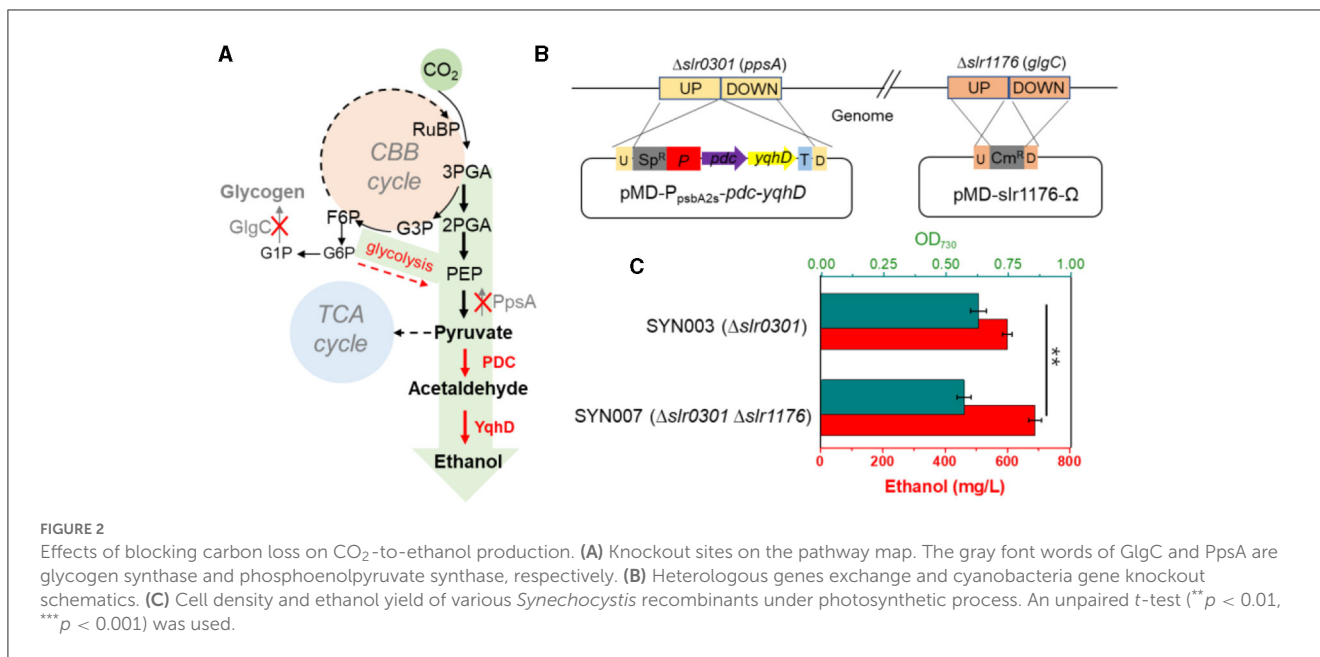 A
CO2
RuBP
CBB
cycle
3PGA
Glycogen
GlgC
F6P
G3P
2PGA
G1P
G6P
glycolysis
PEP
PpsA
TCA
cycle
Pyruvate
PDC
Acetaldehyde
YqhD
Ethanol
B
Δslr0301 (ppsA)
Δslr1176 (glgC)
UP DOWN
UP DOWN
Genome
U SpR P pdc yqhD T D
U CmR D
pMD-PpsbA2s-pdc-yqhD
pMD-slr1176-Ω
C
OD730
0.00 0.25 0.50 0.75 1.00
SYN003 (Δslr0301)
**
SYN007 (Δslr0301 Δslr1176)
0 200 400 600 800
Ethanol (mg/L)
FIGURE 2
Effects of blocking carbon loss on CO2-to-ethanol production. (A) Knockout sites on the pathway map. The gray font words of GlgC and PpsA are
glycogen synthase and phosphoenolpyruvate synthase, respectively. (B) Heterologous genes exchange and cyanobacteria gene knockout
schematics. (C) Cell density and ethanol yield of various Synechocystis recombinants under photosynthetic process. An unpaired t-test (**p < 0.01,
***p < 0.001) was used.